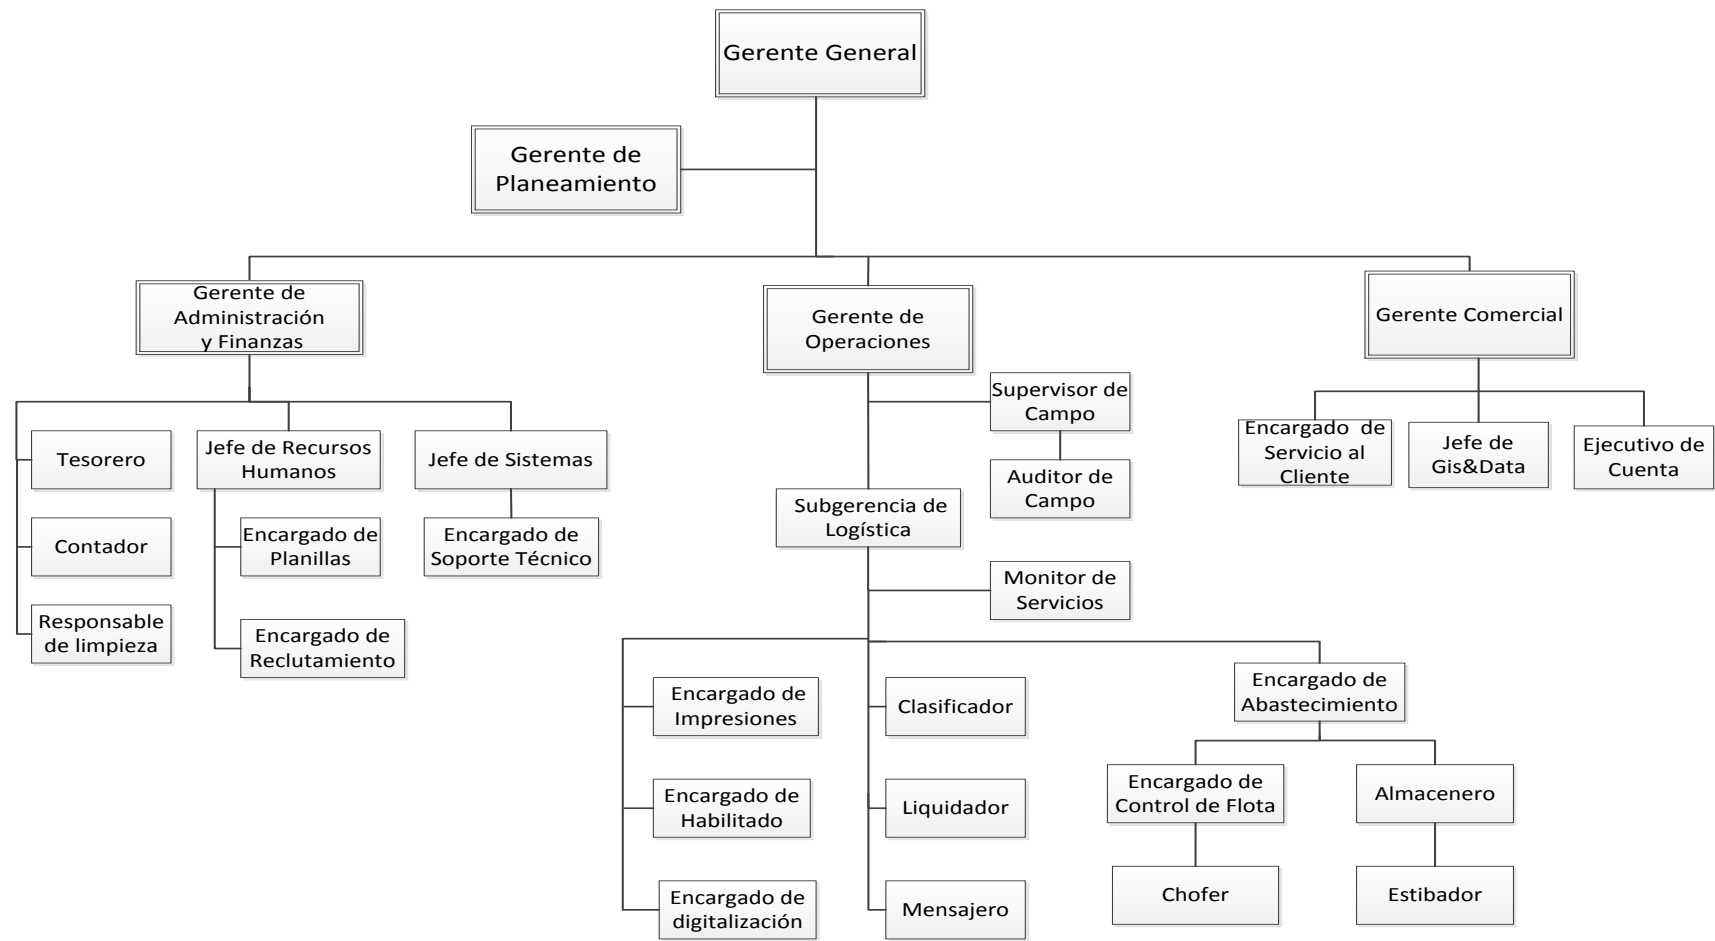 Gerente General
Gerente de
Planeamiento
Gerente de
Administración
y Finanzas
Gerente de
Operaciones
Gerente Comercial
Supervisor de
Campo
Encargado  de
Servicio al
Cliente
Jefe de
Gis&Data
Ejecutivo de
Cuenta
Tesorero
Jefe de Recursos
Humanos
Jefe de Sistemas
Auditor de
Campo
Subgerencia de
Logística
Contador
Encargado de
Planillas
Encargado de
Soporte Técnico
Monitor de
Servicios
Responsable
de limpieza
Encargado de
Reclutamiento
Encargado de
Impresiones
Clasificador
Encargado de
Abastecimiento
Encargado de
Habilitado
Liquidador
Encargado de
Control de Flota
Almacenero
Encargado de
digitalización
Mensajero
Chofer
Estibador